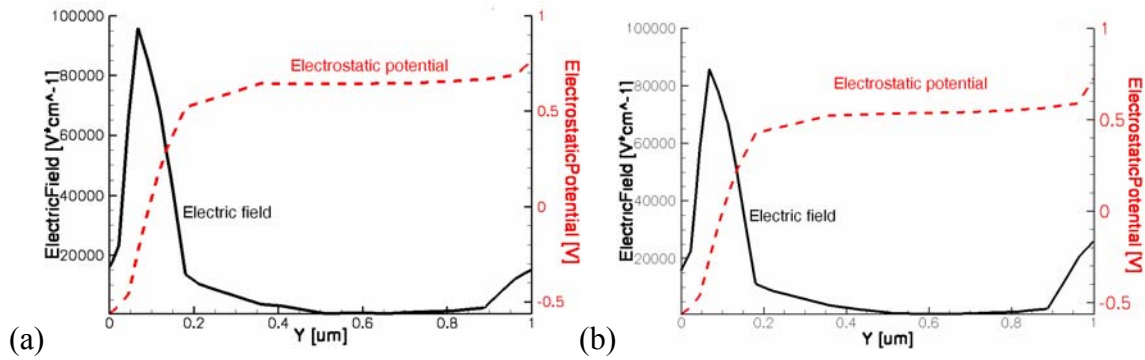 100000
80000
60000
40000
20000
ElectricField [V*cm^-1]
Electrostatic potential
Electric field
1
0.5
0
-0.5
ElectrostaticPotential [V]
0
0.2
0.4
0.6
0.8
1
Y [um]
(a)
100000
80000
60000
40000
20000
ElectricField [V*cm^-1]
Electrostatic potential
Electric field
1
0.5
0
-0.5
ElectrostaticPotential [V]
0
0.2
0.4
0.6
0.8
1
Y [um]
(b)